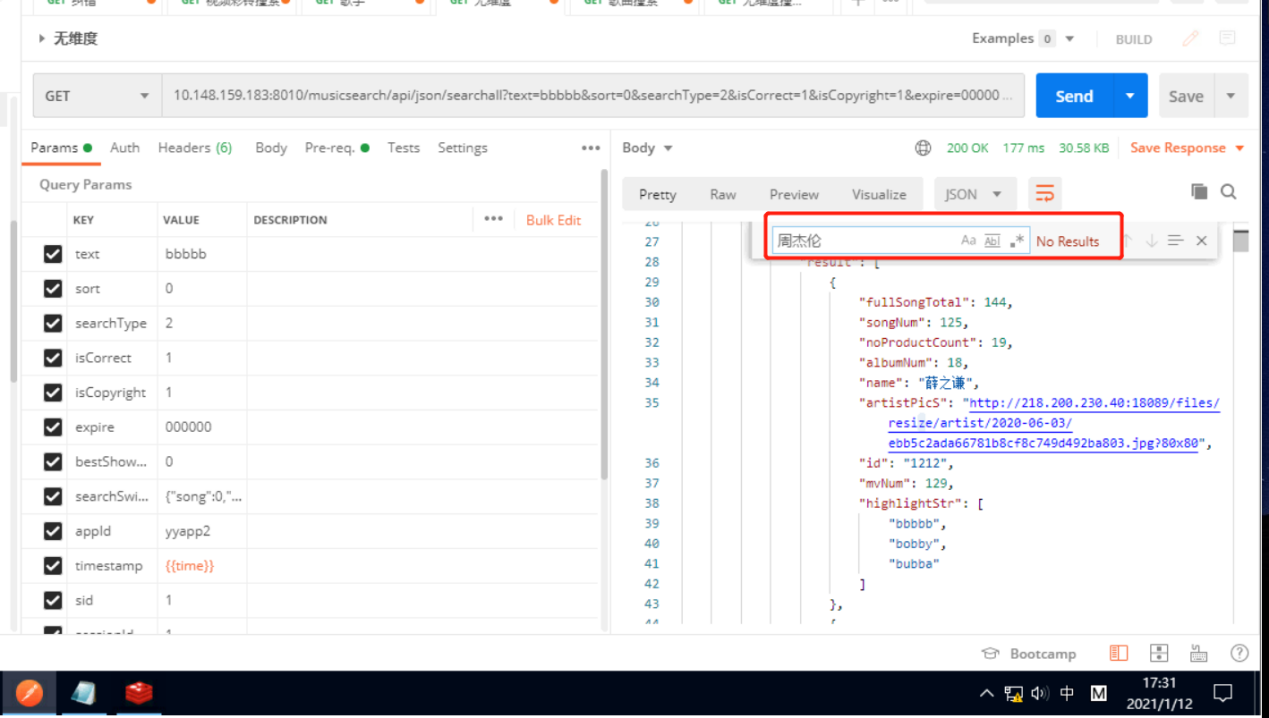 无维度
Examples 0
BUILD
GET
10.148.159.183:8010/musicsearch/api/json/searchall?text=bbbbb&sort=0&searchType=2&isCorrect=1&isCopyright=1&expire=00000 ...
Send
Save
Params
Auth
Headers (6)
Body
Pre-req.
Tests
Settings
Query Params
KEY VALUE DESCRIPTION
Bulk Edit
text bbbbb
sort 0
searchType 2
isCorrect 1
isCopyright 1
expire 000000
bestShow... 0
searchSwi... {"song":0,"...
appId yyapp2
timestamp {{time}}
sid 1
Body
200 OK 177 ms 30.58 KB
Save Response
Pretty Raw Preview Visualize
JSON
周杰伦
Aa Abl .*
No Results
27
28 "result": [
29 {
30 "fullSongTotal": 144,
31 "songNum": 125,
32 "noProductCount": 19,
33 "albumNum": 18,
34 "name": "薛之谦",
35 "artistPicS": "http://218.200.230.40:18089/files/
resize/artist/2020-06-03/
ebb5c2ada66781b8cf8c749d492ba803.jpg?80x80",
36 "id": "1212",
37 "mvNum": 129,
38 "highlightStr": [
39 "bbbbb",
40 "bobby",
41 "bubba"
42 ]
43 },
Bootcamp
中
M
17:31
2021/1/12